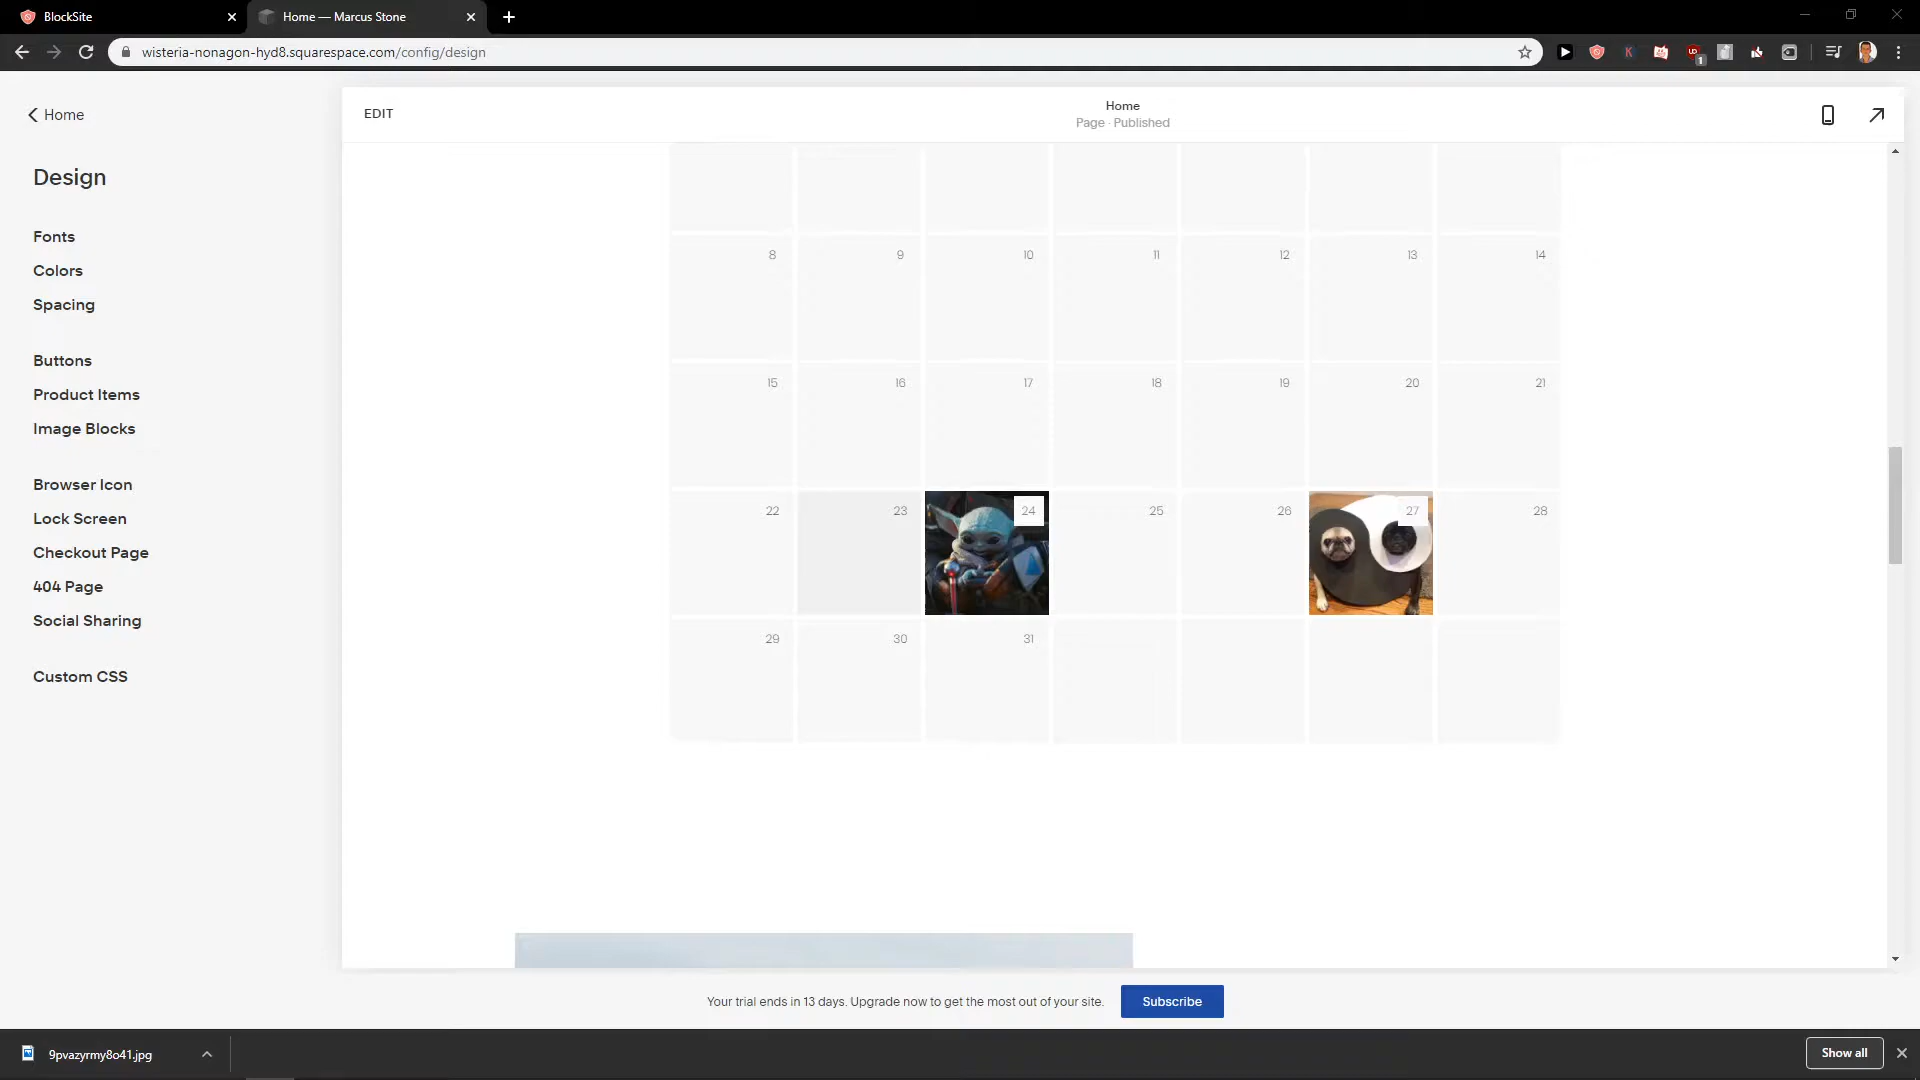 BlockSite
Home — Marcus Stone
wisteria-nonagon-hyd8.squarespace.com/config/design
1
Home
EDIT
Home
Page · Published
Design
Fonts
Colors
Spacing
Buttons
Product Items
Image Blocks
Browser Icon
Lock Screen
Checkout Page
404 Page
Social Sharing
Custom CSS
8 9 10 11 12 13 14
15 16 17 18 19 20 21
22 23 24 25 26 27 28
29 30 31
Your trial ends in 13 days. Upgrade now to get the most out of your site.
Subscribe
9pvazyrmy8o41.jpg
Show all